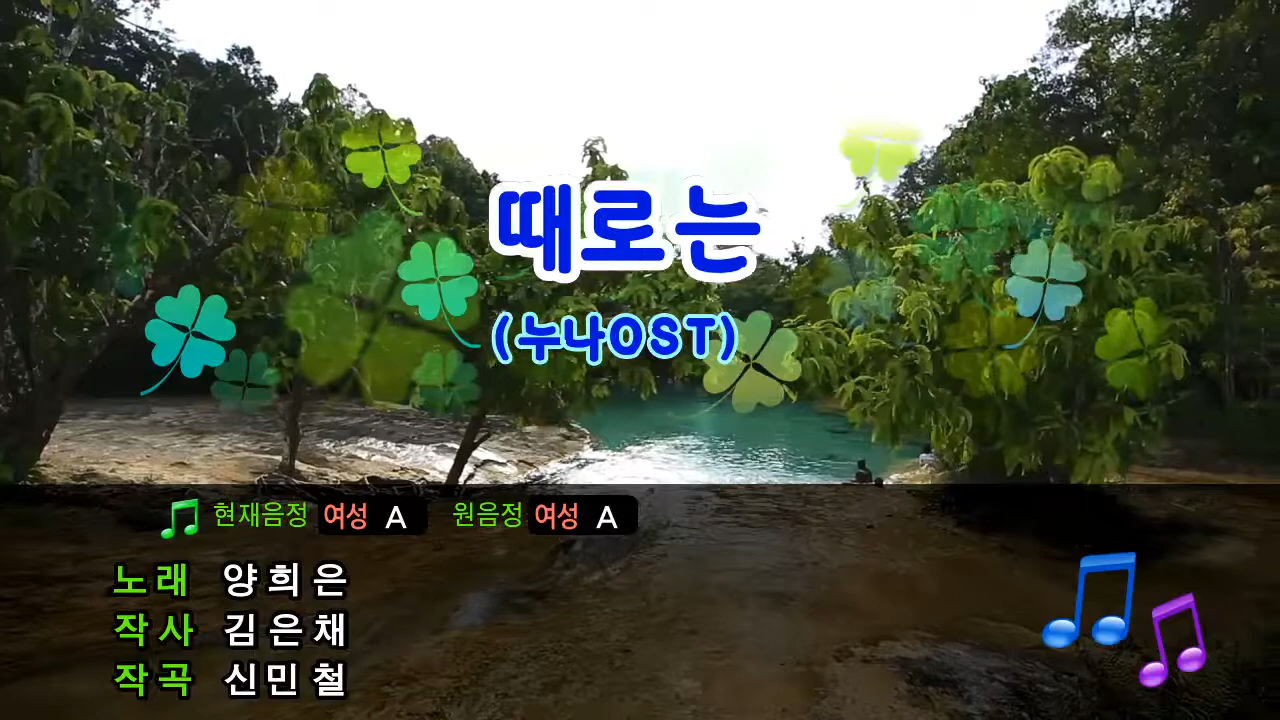 때로는
(누나OST)
현재음정 여성 A 원음정 여성 A
노래 양희은
작사 김은채
작곡 신민철